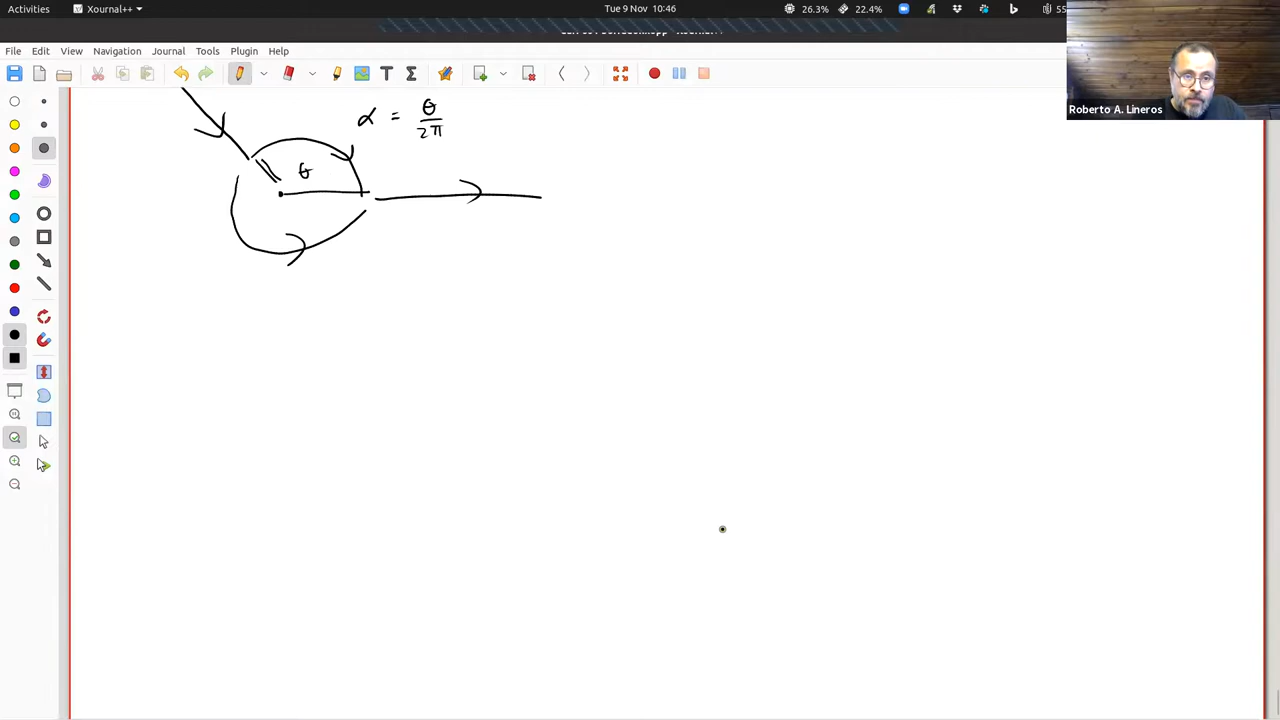 Activities
Xournal++
Tue 9 Nov 10:46
26.3%
22.4%
File Edit View Navigation Journal Tools Plugin Help
Roberto A. Lineros
α = θ / 2π
θ